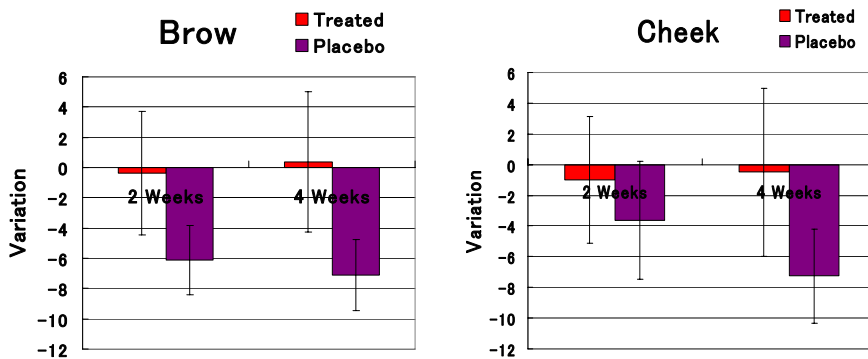 Brow
Treated
Placebo
Variation
6
4
2
0
−2
−4
−6
−8
−10
−12
2 Weeks
4 Weeks
Cheek
Treated
Placebo
Variation
6
4
2
0
−2
−4
−6
−8
−10
−12
2 Weeks
4 Weeks